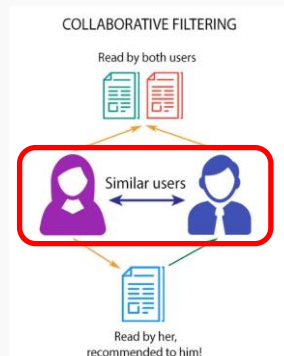 COLLABORATIVE FILTERING
Read by both users
Similar users
Read by her,
recommended to him!